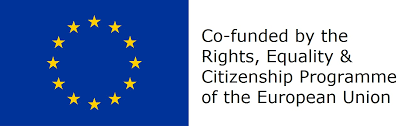 Co-funded by the
Rights, Equality &
Citizenship Programme
of the European Union